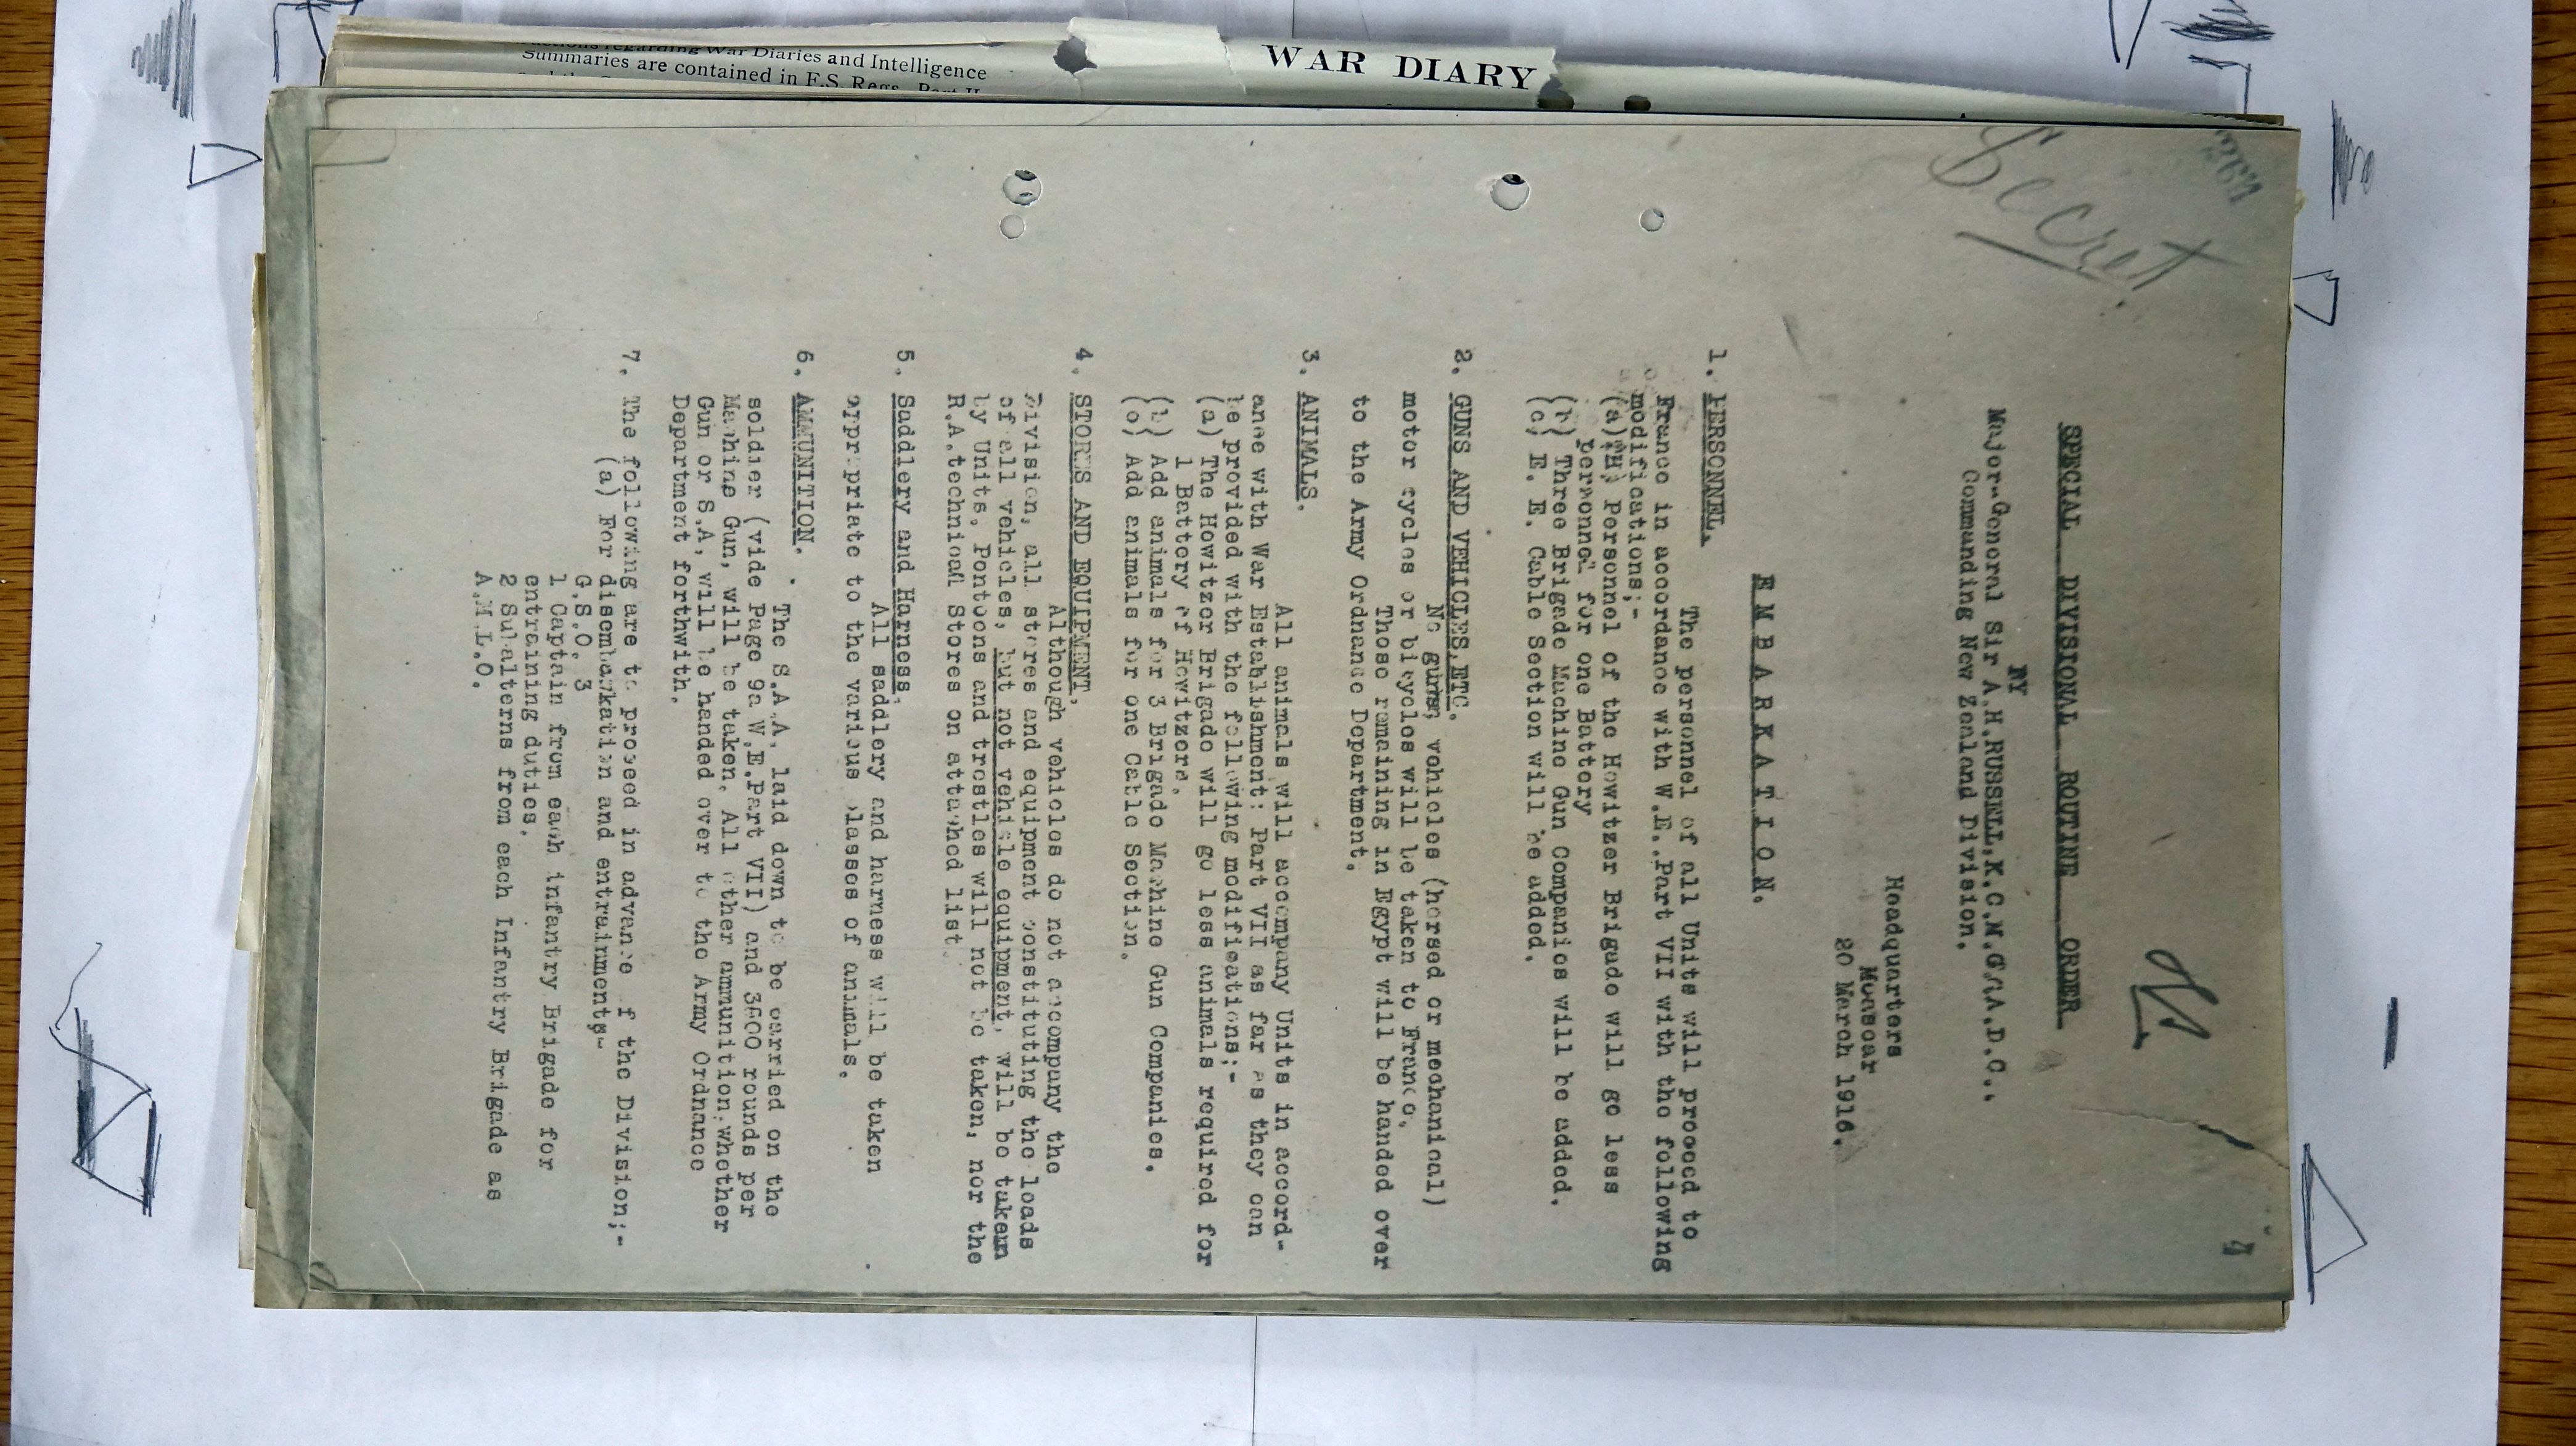 WAR DIARY
Summaries are contained in F.S. Regs., Part II
Secret
SPECIAL DIVISIONAL ROUTINE ORDER
BY
Major-General Sir A.H.RUSSELL,K.C.M.G., A.D.C.,
Commanding New Zealand Division.
Headquarters
Moascar
20 March 1916.
E M B A R K A T I O N.
1. PERSONNEL.
The personnel of all Units will proceed to
France in accordance with W.E. Part VII with the following
modifications;-
(a) Personnel of the Howitzer Brigade will go less
personnel for one Battery
(b) Three Brigade Machine Gun Companies will be added.
(c) E. E. Cable Section will be added.
2. GUNS AND VEHICLES,ETC.
No guns, vehicles (horsed or mechanical)
motor cycles or bicycles will be taken to France.
Those remaining in Egypt will be handed over
to the Army Ordnance Department.
3. ANIMALS.
All animals will accompany Units in accord-
ance with War Establishment: Part VII as far as they can
be provided with the following modifications;-
(a) The Howitzer Brigade will go less animals required for
1 Battery of Howitzers.
(b) Add animals for 3 Brigade Machine Gun Companies.
(c) Add animals for one Cable Section.
4. STORES AND EQUIPMENT,
Although vehicles do not accompany the
Division, all stores and equipment constituting the loads
of all vehicles, but not vehicle equipment, will be taken
by Units. Pontoons and trestles will not be taken, nor the
R.A.technical Stores on attached list.
5. Saddlery and Harness.
All saddlery and harness will be taken
appropriate to the various classes of animals.
6. AMMUNITION.
The S.A.A. laid down to be carried on the
soldier (vide Page 9a W.E.Part VII) and 3500 rounds per
Machine Gun, will be taken. All other ammunition whether
Gun or S.A, will be handed over to the Army Ordnance
Department forthwith.
7. The following are to proceed in advance of the Division;-
(a) For disembarkation and entrainment;-
G.S.O. 3
1 Captain from each infantry Brigade for
entraining duties.
2 Subalterns from each Infantry Brigade as
A.M.L.O.